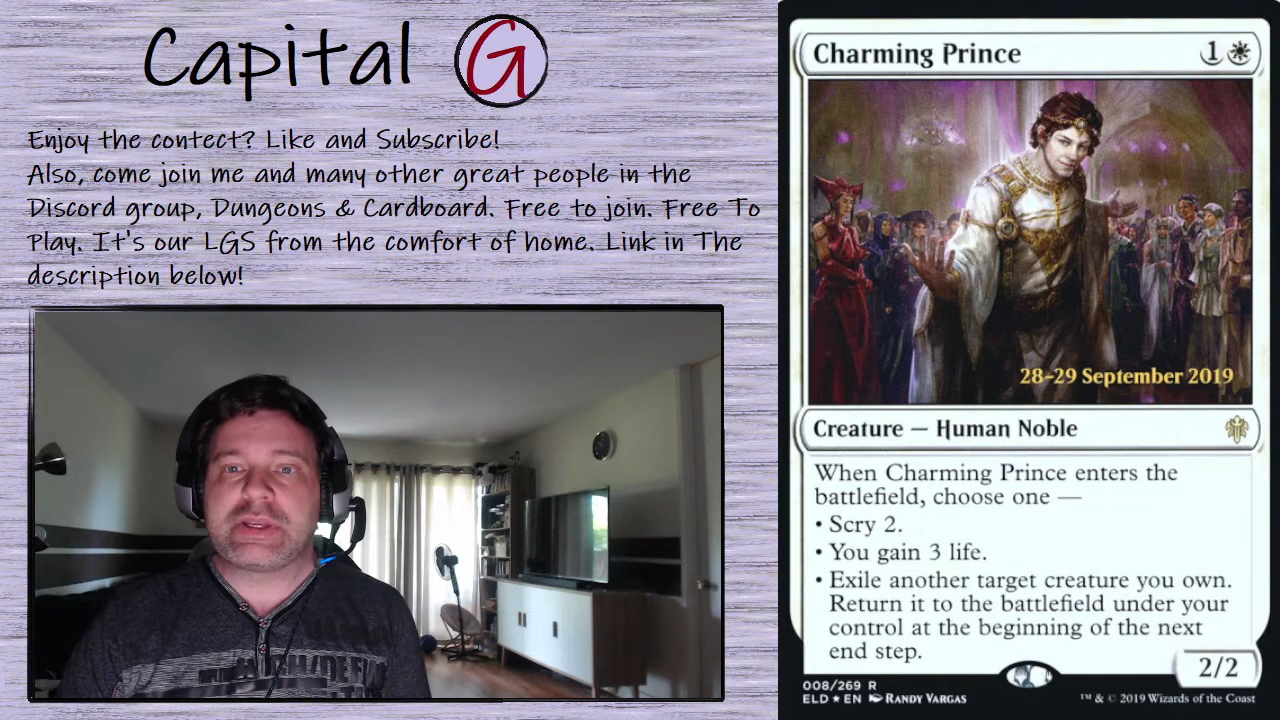 Capital G
Enjoy the contect? Like and Subscribe!
Also, come join me and many other great people in the
Discord group, Dungeons & Cardboard. Free to join. Free To
Play. It's our LGS from the comfort of home. Link in The
description below!
Charming Prince 1
28-29 September 2019
Creature — Human Noble
When Charming Prince enters the
battlefield, choose one —
• Scry 2.
• You gain 3 life.
• Exile another target creature you own.
Return it to the battlefield under your
control at the beginning of the next
end step.
2/2
008/269 R
ELD ★ EN RANDY VARGAS
™ & © 2019 Wizards of the Coast